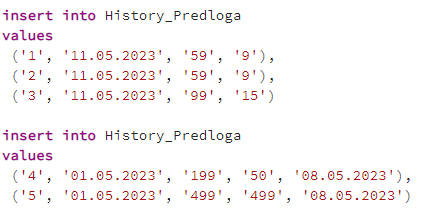 insert into History_Predloga
values
('1', '11.05.2023', '59', '9'),
('2', '11.05.2023', '59', '9'),
('3', '11.05.2023', '99', '15')
insert into History_Predloga
values
('4', '01.05.2023', '199', '50', '08.05.2023'),
('5', '01.05.2023', '499', '499', '08.05.2023')